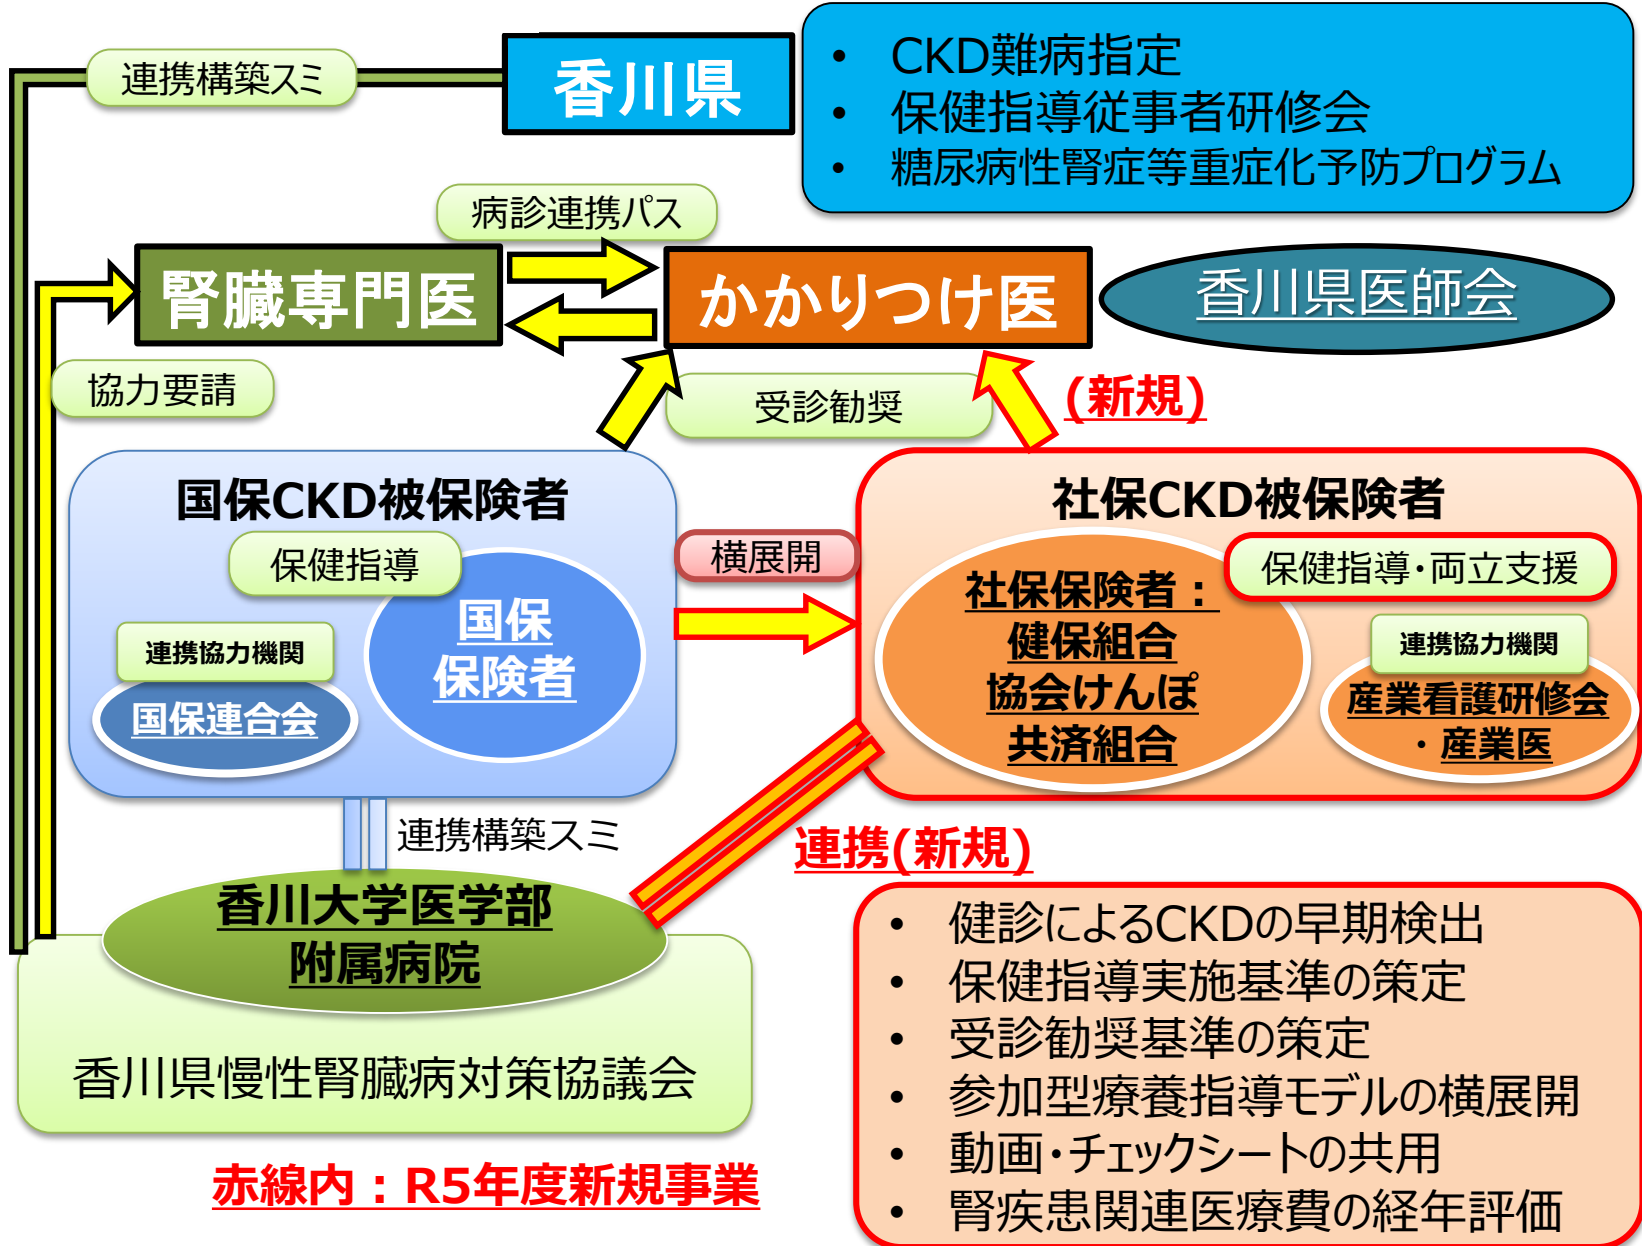 連携構築スミ
香川県
• CKD難病指定
• 保健指導従事者研修会
• 糖尿病性腎症等重症化予防プログラム
病診連携パス
腎臓専門医
かかりつけ医
香川県医師会
協力要請
受診勧奨
(新規)
国保CKD被保険者
保健指導
国保
保険者
連携協力機関
国保連合会
横展開
社保CKD被保険者
保健指導・両立支援
社保保険者：
健保組合
協会けんぽ
共済組合
連携協力機関
産業看護研修会
・産業医
連携構築スミ
連携(新規)
香川大学医学部
附属病院
香川県慢性腎臓病対策協議会
• 健診によるCKDの早期検出
• 保健指導実施基準の策定
• 受診勧奨基準の策定
• 参加型療養指導モデルの横展開
• 動画・チェックシートの共用
• 腎疾患関連医療費の経年評価
赤線内：R5年度新規事業